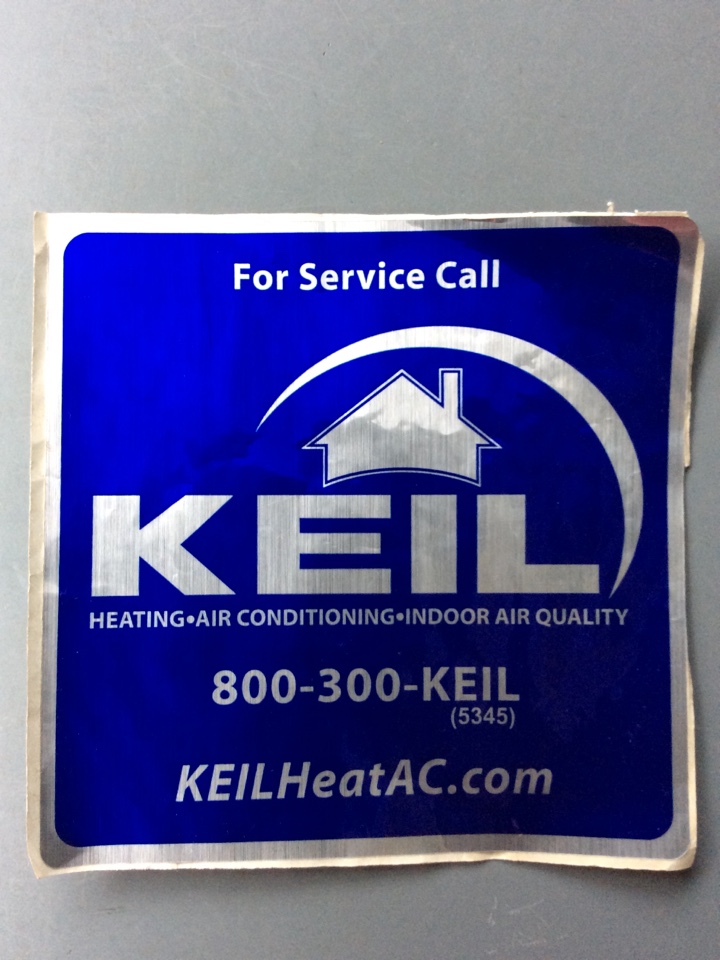 For Service Call
KEIL
HEATING•AIR CONDITIONING•INDOOR AIR QUALITY
800-300-KEIL
(5345)
KEILHeatAC.com